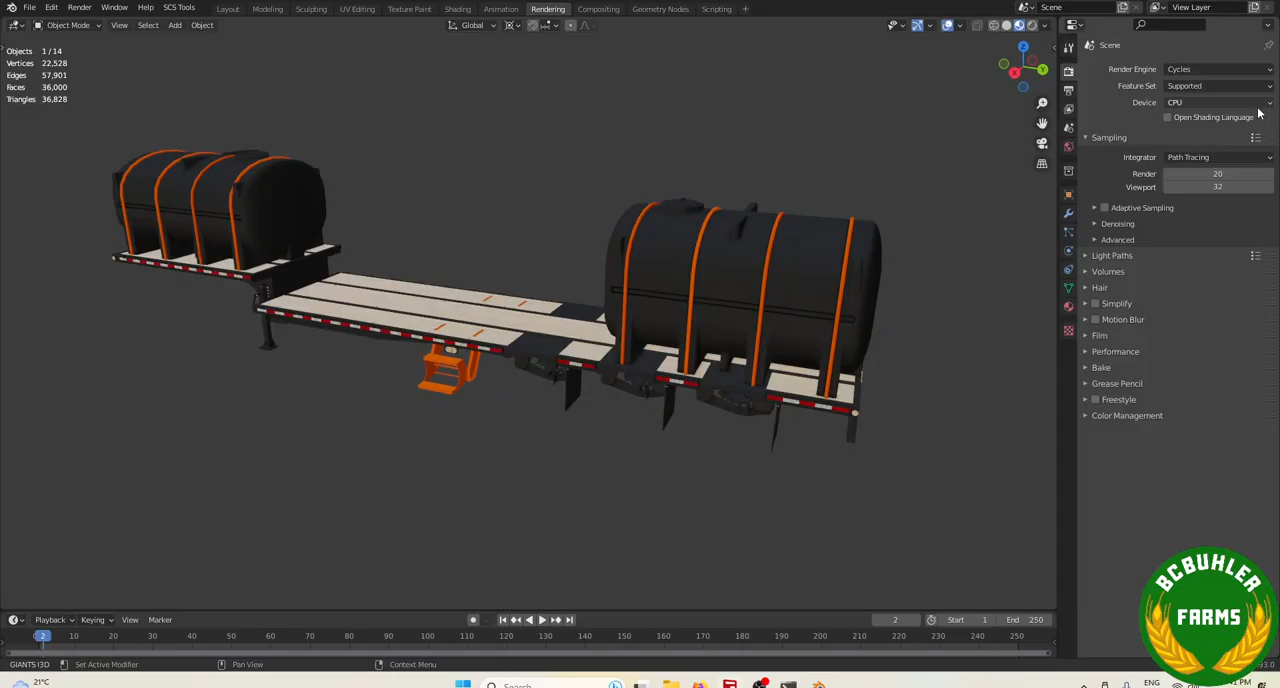 File Edit Render Window Help SCS Tools Layout Modeling Sculpting UV Editing Texture Paint Shading Animation Rendering Compositing Geometry Nodes Scripting + Scene View Layer
Object Mode View Select Add Object Global
Objects 1 / 14
Vertices 22,528
Edges 57,901
Faces 36,000
Triangles 36,828
Z
Y
X
Scene
Render Engine Cycles
Feature Set Supported
Device CPU
Open Shading Language
Sampling
Integrator Path Tracing
Render 20
Viewport 32
Adaptive Sampling
Denoising
Advanced
Light Paths
Volumes
Hair
Simplify
Motion Blur
Film
Performance
Bake
Grease Pencil
Freestyle
Color Management
BCBUHLER
FARMS
Playback Keying View Marker 2 Start 1 End 250
2 10 20 30 40 50 60 70 80 90 100 110 120 130 140 150 160 170 180 190 200 210 220 230 240 250
GIANTS I3D Set Active Modifier Pan View Context Menu
21°C Search ENG